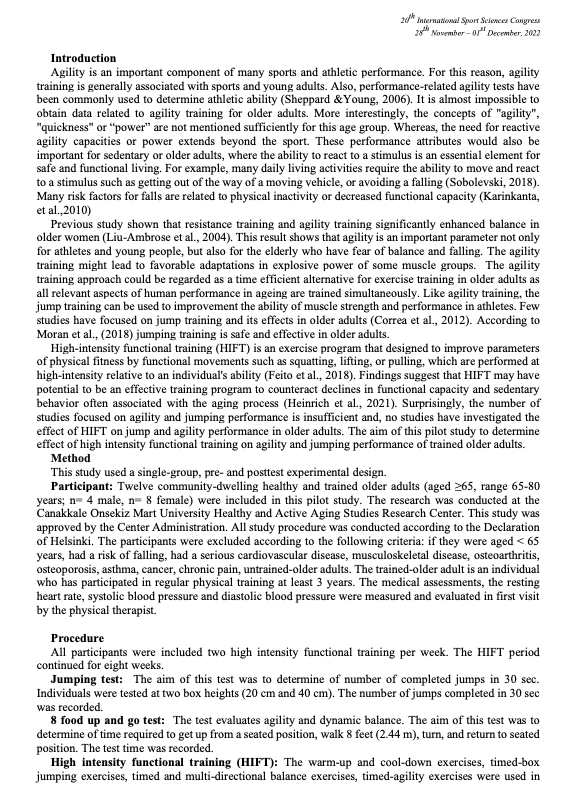 20th International Sport Sciences Congress
28th November – 01st December, 2022
Introduction
Agility is an important component of many sports and athletic performance. For this reason, agility
training is generally associated with sports and young adults. Also, performance-related agility tests have
been commonly used to determine athletic ability (Sheppard &Young, 2006). It is almost impossible to
obtain data related to agility training for older adults. More interestingly, the concepts of "agility",
"quickness" or “power” are not mentioned sufficiently for this age group. Whereas, the need for reactive
agility capacities or power extends beyond the sport. These performance attributes would also be
important for sedentary or older adults, where the ability to react to a stimulus is an essential element for
safe and functional living. For example, many daily living activities require the ability to move and react
to a stimulus such as getting out of the way of a moving vehicle, or avoiding a falling (Sobolevski, 2018).
Many risk factors for falls are related to physical inactivity or decreased functional capacity (Karinkanta,
et al.,2010)
Previous study shown that resistance training and agility training significantly enhanced balance in
older women (Liu-Ambrose et al., 2004). This result shows that agility is an important parameter not only
for athletes and young people, but also for the elderly who have fear of balance and falling. The agility
training might lead to favorable adaptations in explosive power of some muscle groups. The agility
training approach could be regarded as a time efficient alternative for exercise training in older adults as
all relevant aspects of human performance in ageing are trained simultaneously. Like agility training, the
jump training can be used to improvement the ability of muscle strength and performance in athletes. Few
studies have focused on jump training and its effects in older adults (Correa et al., 2012). According to
Moran et al., (2018) jumping training is safe and effective in older adults.
High-intensity functional training (HIFT) is an exercise program that designed to improve parameters
of physical fitness by functional movements such as squatting, lifting, or pulling, which are performed at
high-intensity relative to an individual's ability (Feito et al., 2018). Findings suggest that HIFT may have
potential to be an effective training program to counteract declines in functional capacity and sedentary
behavior often associated with the aging process (Heinrich et al., 2021). Surprisingly, the number of
studies focused on agility and jumping performance is insufficient and, no studies have investigated the
effect of HIFT on jump and agility performance in older adults. The aim of this pilot study to determine
effect of high intensity functional training on agility and jumping performance of trained older adults.
Method
This study used a single-group, pre- and posttest experimental design.
Participant: Twelve community-dwelling healthy and trained older adults (aged ≥65, range 65-80
years; n= 4 male, n= 8 female) were included in this pilot study. The research was conducted at the
Canakkale Onsekiz Mart University Healthy and Active Aging Studies Research Center. This study was
approved by the Center Administration. All study procedure was conducted according to the Declaration
of Helsinki. The participants were excluded according to the following criteria: if they were aged < 65
years, had a risk of falling, had a serious cardiovascular disease, musculoskeletal disease, osteoarthritis,
osteoporosis, asthma, cancer, chronic pain, untrained-older adults. The trained-older adult is an individual
who has participated in regular physical training at least 3 years. The medical assessments, the resting
heart rate, systolic blood pressure and diastolic blood pressure were measured and evaluated in first visit
by the physical therapist.
Procedure
All participants were included two high intensity functional training per week. The HIFT period
continued for eight weeks.
Jumping test: The aim of this test was to determine of number of completed jumps in 30 sec.
Individuals were tested at two box heights (20 cm and 40 cm). The number of jumps completed in 30 sec
was recorded.
8 food up and go test: The test evaluates agility and dynamic balance. The aim of this test was to
determine of time required to get up from a seated position, walk 8 feet (2.44 m), turn, and return to seated
position. The test time was recorded.
High intensity functional training (HIFT): The warm-up and cool-down exercises, timed-box
jumping exercises, timed and multi-directional balance exercises, timed-agility exercises were used in